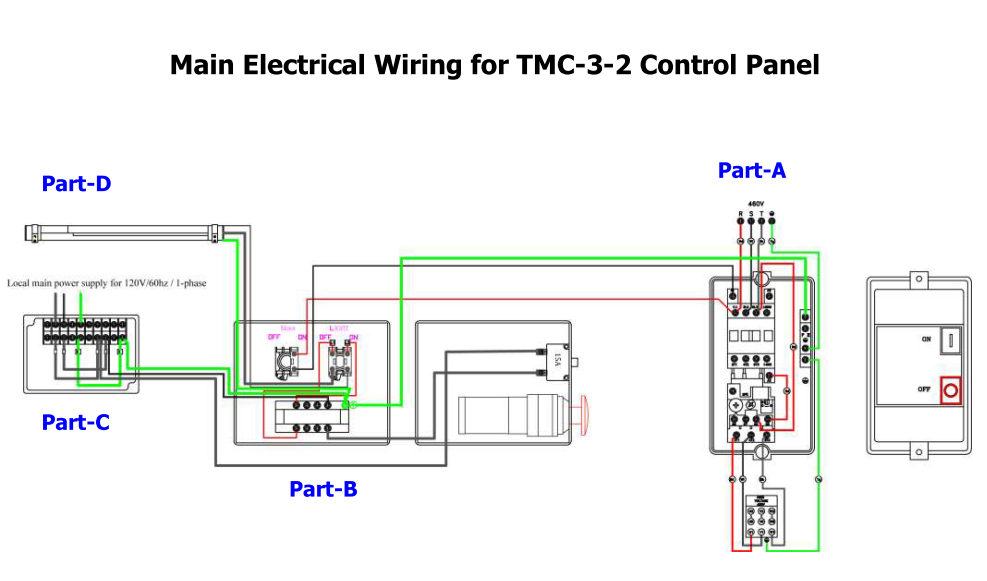 Main Electrical Wiring for TMC-3-2 Control Panel
Part-A
Part-D
460V
R S T
Local main power supply for 120V/60hz / 1-phase
LIGHT
OFF ON OFF ON
15A
ON
OFF
Part-C
Part-B